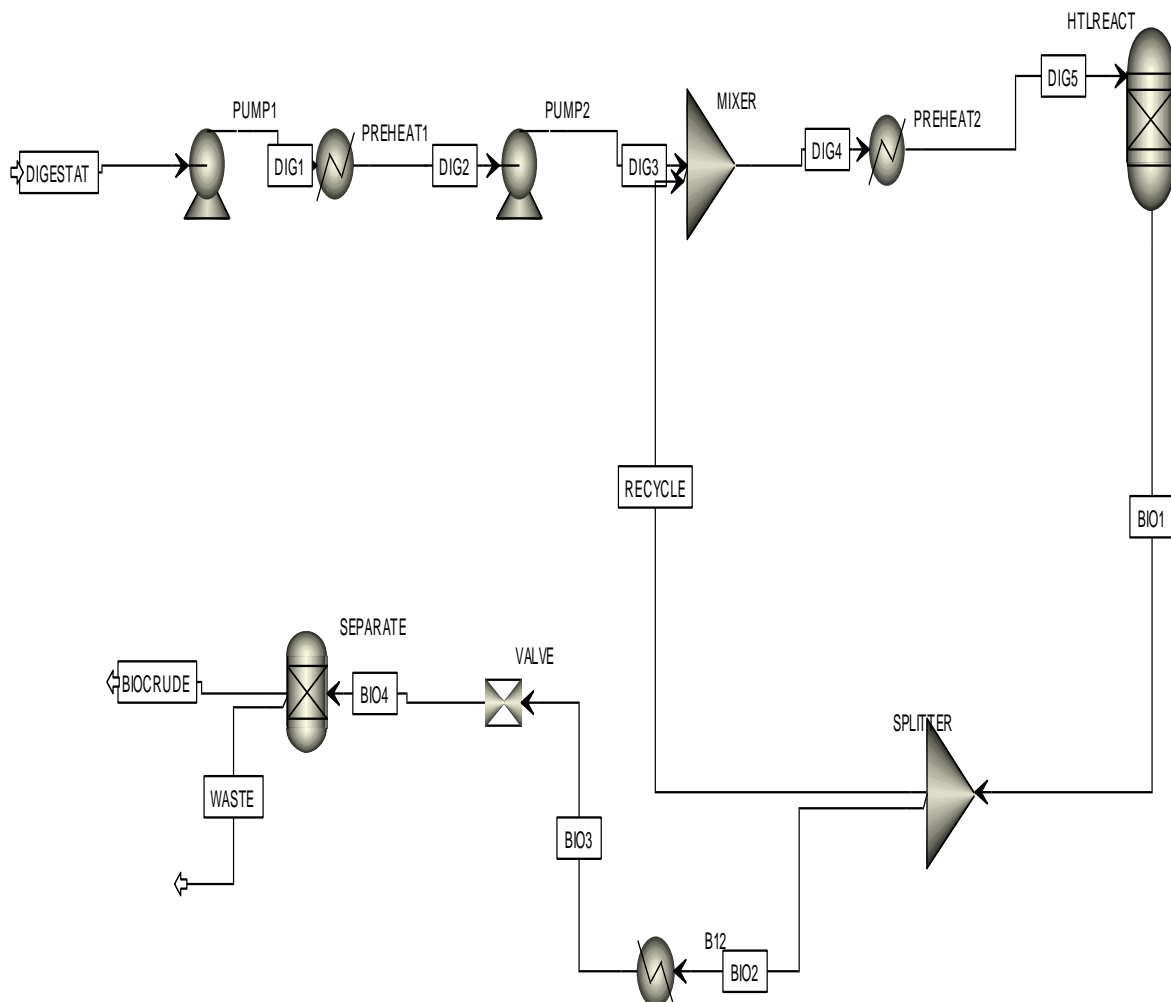 HTLREACT
DIG5
PUMP1
PUMP2
MIXER
PREHEAT1
PREHEAT2
DIGESTAT
DIG1
DIG2
DIG3
DIG4
RECYCLE
BIO1
SEPARATE
VALVE
BIOCRUDE
BIO4
SPLITTER
WASTE
BIO3
B12
BIO2